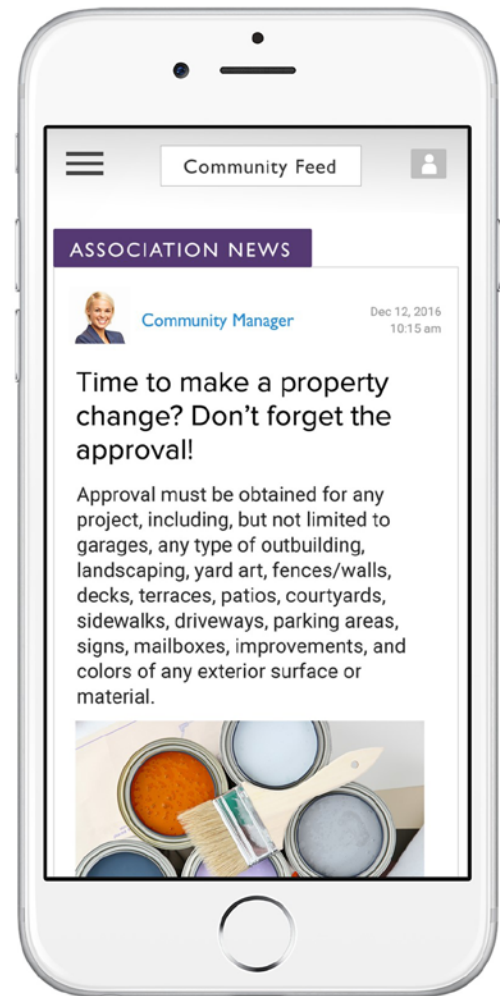 Community Feed
ASSOCIATION NEWS
Community Manager
Dec 12, 2016
10:15 am
Time to make a property
change? Don't forget the
approval!
Approval must be obtained for any
project, including, but not limited to
garages, any type of outbuilding,
landscaping, yard art, fences/walls,
decks, terraces, patios, courtyards,
sidewalks, driveways, parking areas,
signs, mailboxes, improvements, and
colors of any exterior surface or
material.